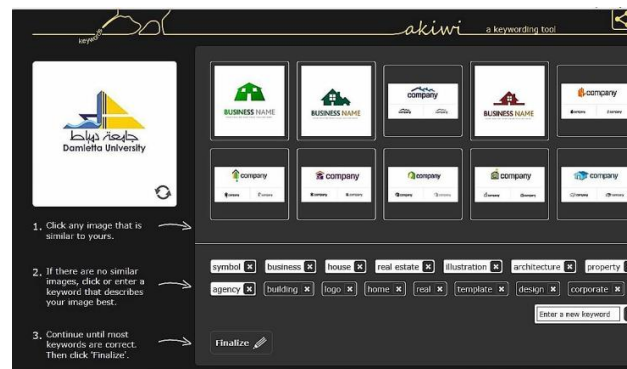 keywords
akiwi
a keywording tool
جامعة دمياط
Damietta University
BUSINESS NAME
BUSINESS NAME
company
BUSINESS NAME
company
company
company
company
company
company
1. Click any image that is
similar to yours.
2. If there are no similar
images, click or enter a
keyword that describes
your image best.
3. Continue until most
keywords are correct.
Then click 'Finalize'.
symbol x business x house x real estate x illustration x architecture x property
agency x building x logo x home x real x template x design x corporate x
Enter a new keyword
Finalize